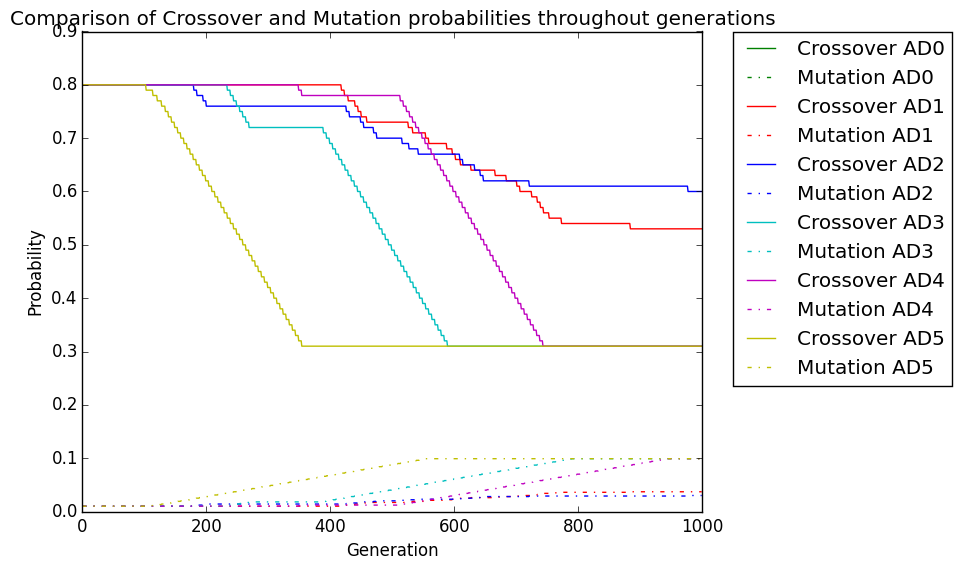 Comparison of Crossover and Mutation probabilities throughout generations
0.9
0.8
0.7
0.6
0.5
0.4
0.3
0.2
0.1
0.0
Probability
0
200
400
600
800
1000
Generation
Crossover AD0
Mutation AD0
Crossover AD1
Mutation AD1
Crossover AD2
Mutation AD2
Crossover AD3
Mutation AD3
Crossover AD4
Mutation AD4
Crossover AD5
Mutation AD5